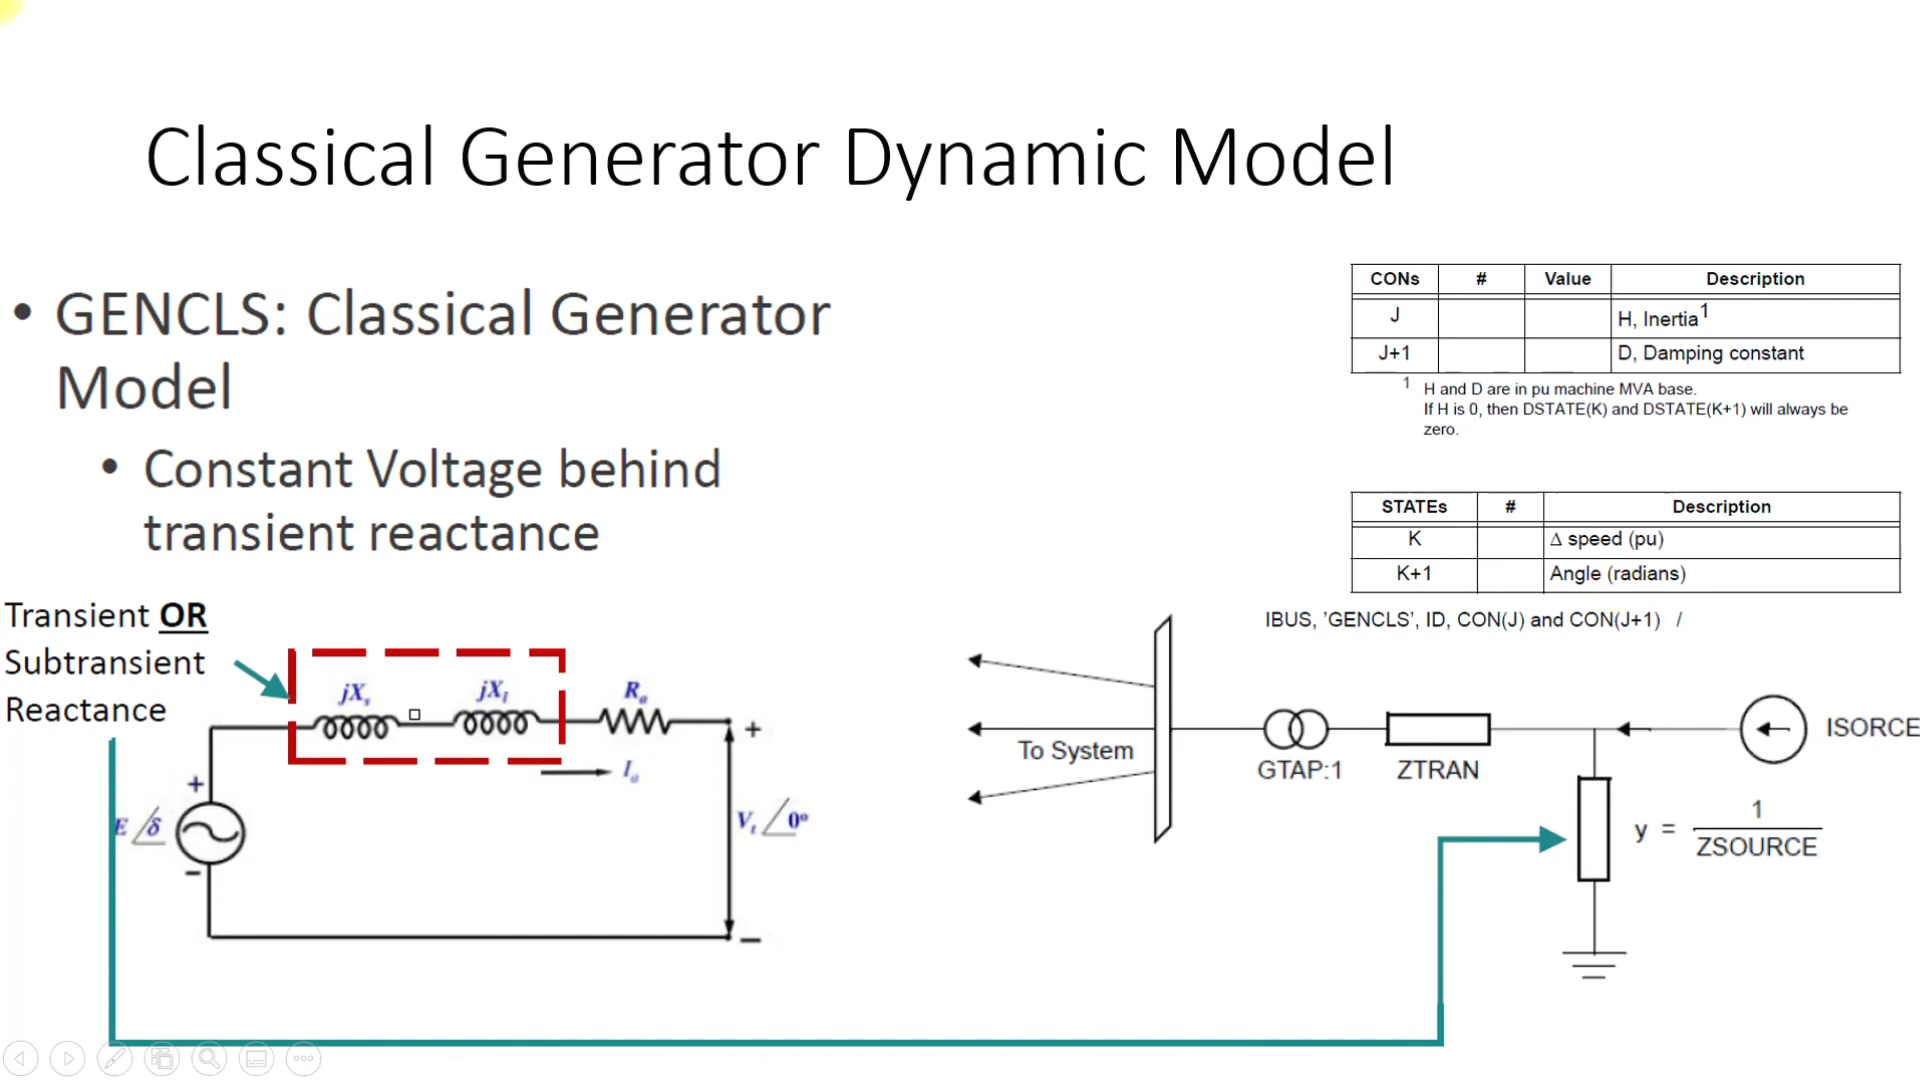 Classical Generator Dynamic Model
• GENCLS: Classical Generator
Model
• Constant Voltage behind
transient reactance
Transient OR
Subtransient
Reactance
jXs
jXl
Ra
+
Ia
+
E∠δ
Vt∠0°
−
−
CONs # Value Description
J H, Inertia1
J+1 D, Damping constant
1 H and D are in pu machine MVA base.
If H is 0, then DSTATE(K) and DSTATE(K+1) will always be
zero.
STATEs # Description
K Δ speed (pu)
K+1 Angle (radians)
IBUS, ’GENCLS’, ID, CON(J) and CON(J+1) /
To System
GTAP:1
ZTRAN
ISORCE
y = 1
ZSOURCE